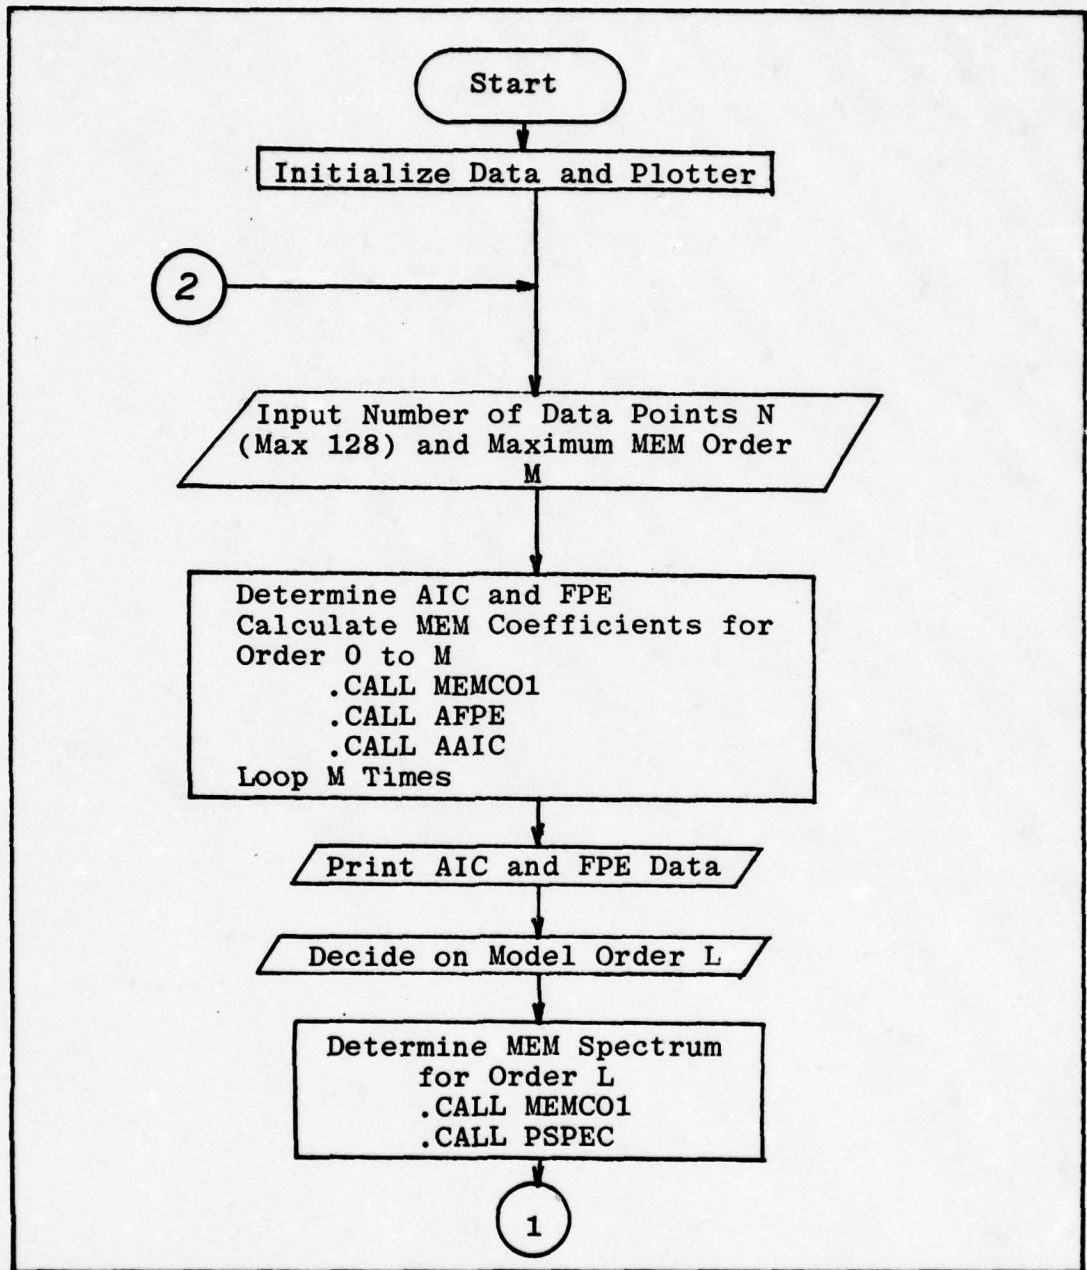 Start
Initialize Data and Plotter
2
Input Number of Data Points N
(Max 128) and Maximum MEM Order
M
Determine AIC and FPE
Calculate MEM Coefficients for
Order 0 to M
.CALL MEMCO1
.CALL AFPE
.CALL AAIC
Loop M Times
Print AIC and FPE Data
Decide on Model Order L
Determine MEM Spectrum
for Order L
.CALL MEMCO1
.CALL PSPEC
1